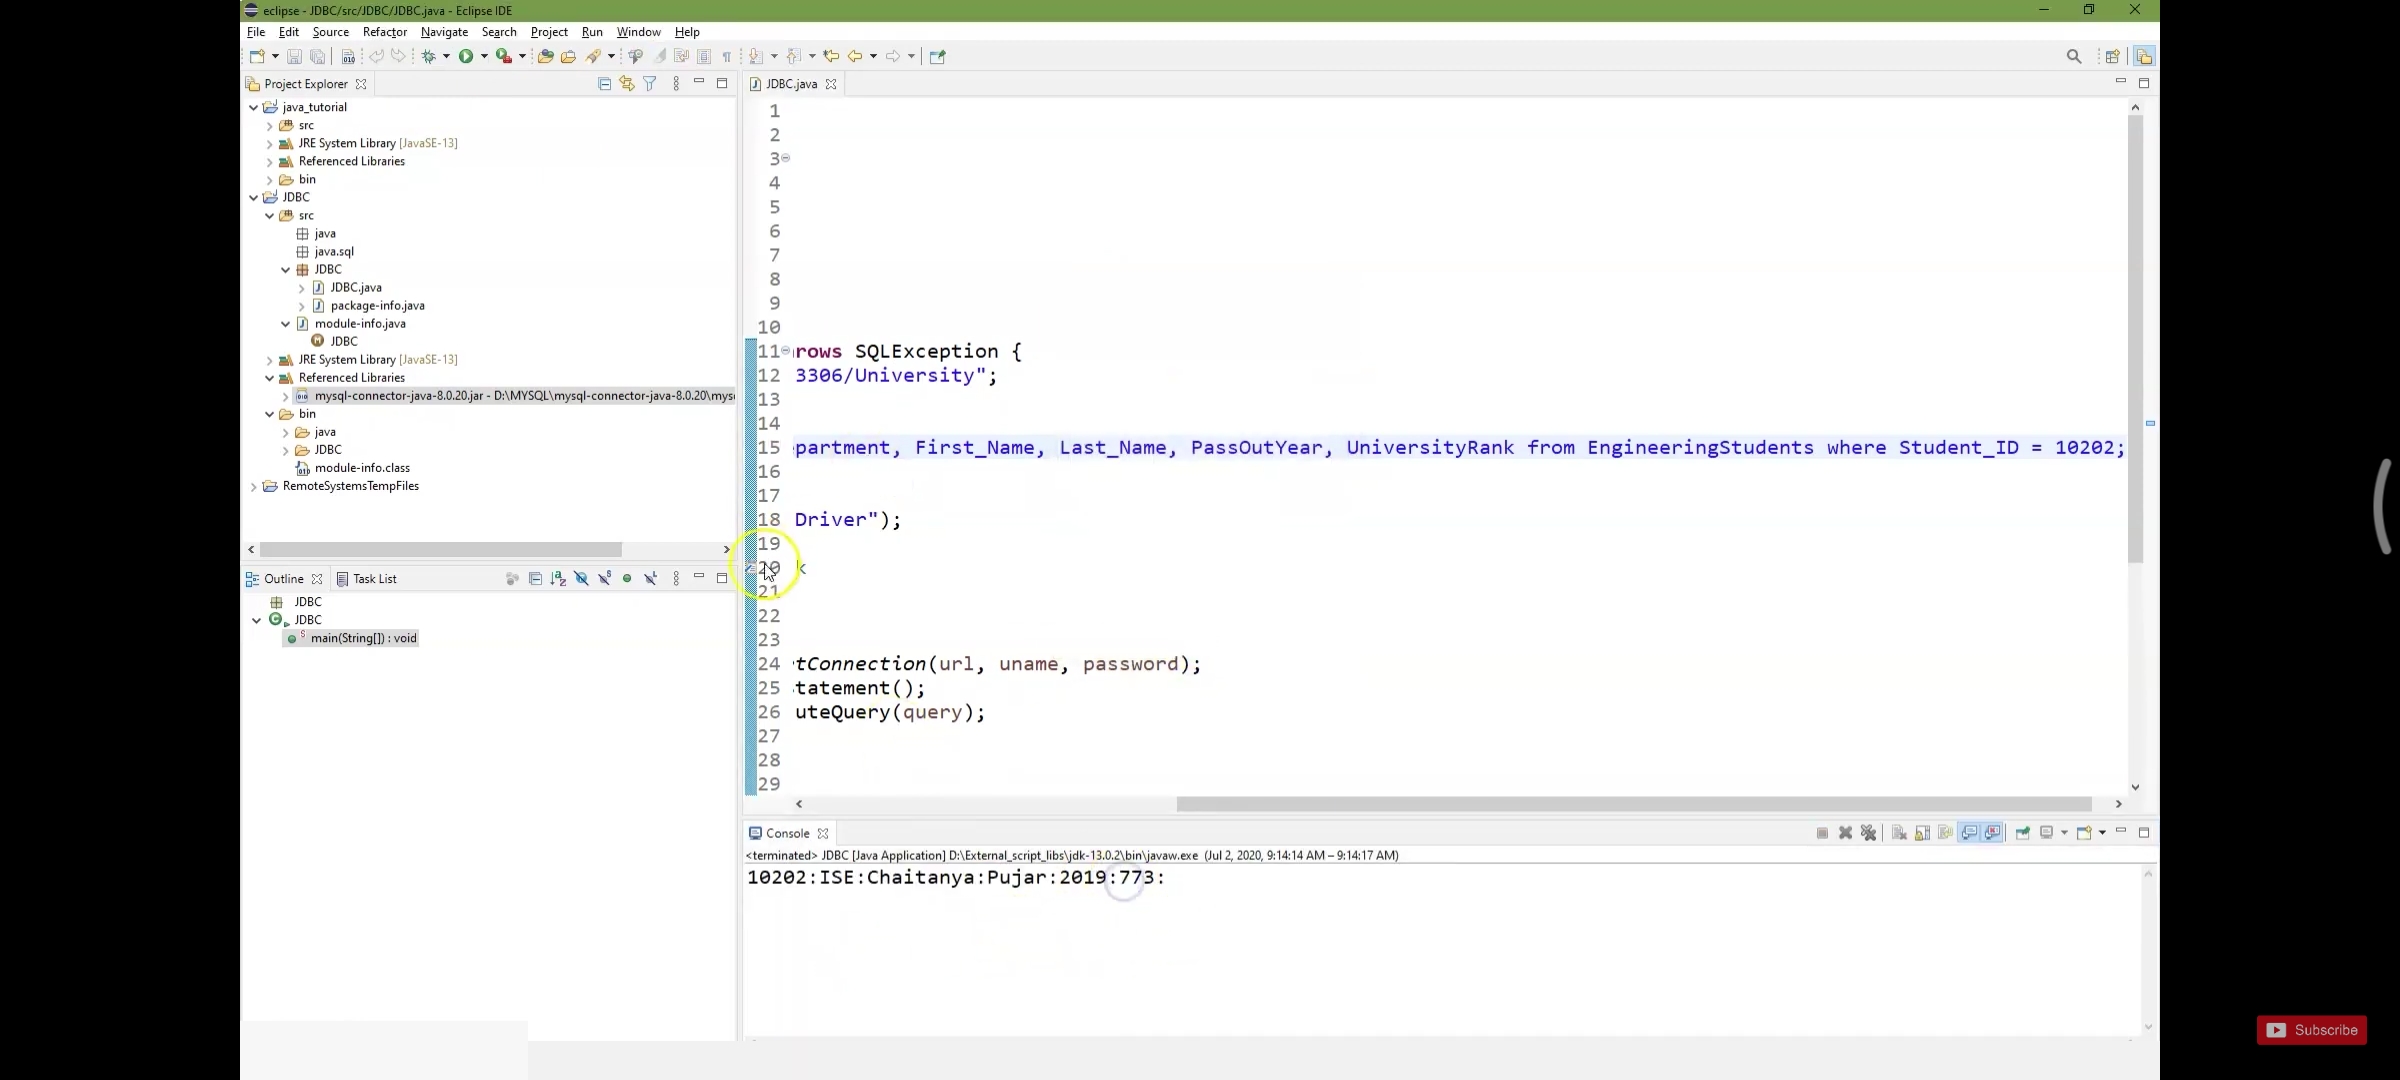 eclipse - JDBC/src/JDBC/JDBC.java - Eclipse IDE
File Edit Source Refactor Navigate Search Project Run Window Help
Project Explorer
java_tutorial
src
JRE System Library [JavaSE-13]
Referenced Libraries
bin
JDBC
src
java
java.sql
JDBC
JDBC.java
package-info.java
module-info.java
JDBC
JRE System Library [JavaSE-13]
Referenced Libraries
mysql-connector-java-8.0.20.jar - D:\MYSQL\mysql-connector-java-8.0.20\mys
bin
java
JDBC
module-info.class
RemoteSystemsTempFiles
Outline Task List
JDBC
JDBC
main(String[]) : void
JDBC.java
1
2
3
4
5
6
7
8
9
10
11 rows SQLException {
12 3306/University";
13
14
15 partment, First_Name, Last_Name, PassOutYear, UniversityRank from EngineeringStudents where Student_ID = 10202;
16
17
18 Driver");
19
20
21
22
23
24 tConnection(url, uname, password);
25 tatement();
26 uteQuery(query);
27
28
29
Console
<terminated> JDBC [Java Application] D:\External_script_libs\jdk-13.0.2\bin\javaw.exe (Jul 2, 2020, 9:14:14 AM – 9:14:17 AM)
10202:ISE:Chaitanya:Pujar:2019:773:
Subscribe